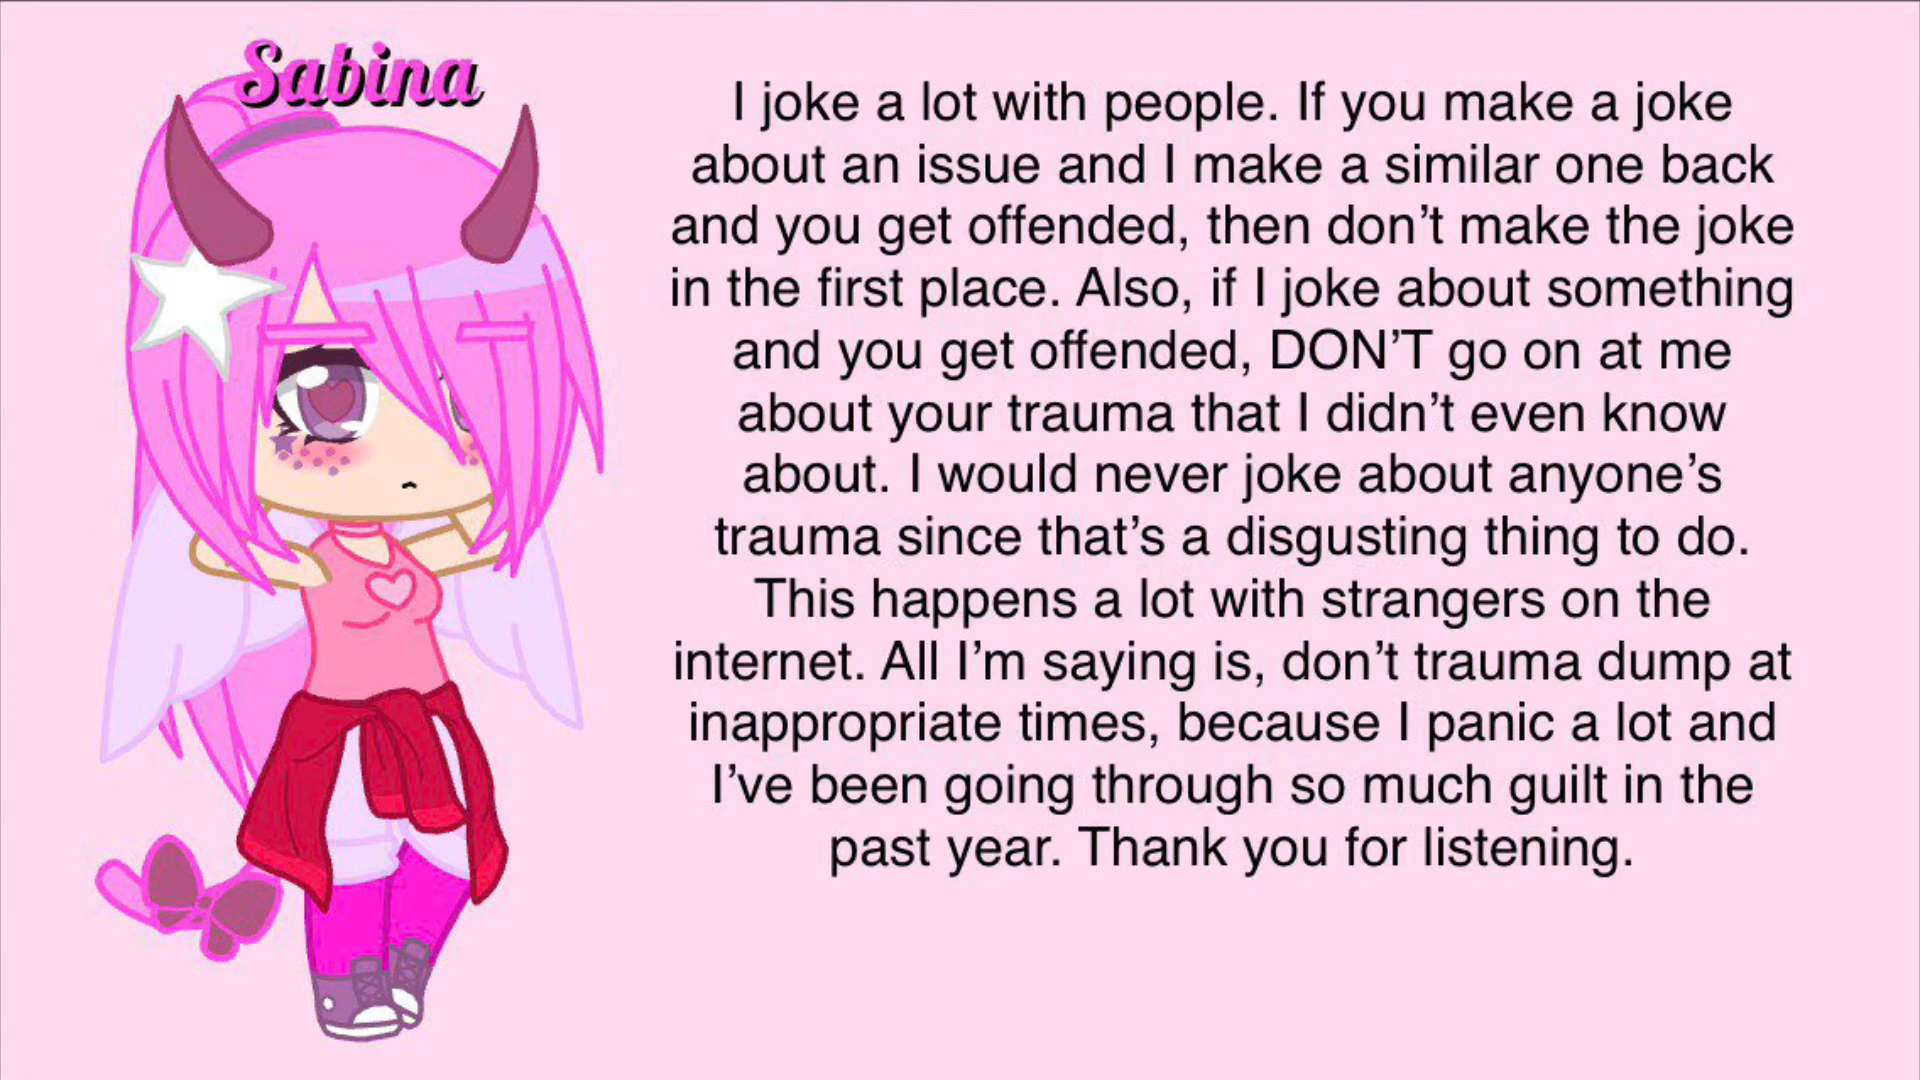 Sabina
I joke a lot with people. If you make a joke
about an issue and I make a similar one back
and you get offended, then don’t make the joke
in the first place. Also, if I joke about something
and you get offended, DON’T go on at me
about your trauma that I didn’t even know
about. I would never joke about anyone’s
trauma since that’s a disgusting thing to do.
This happens a lot with strangers on the
internet. All I’m saying is, don’t trauma dump at
inappropriate times, because I panic a lot and
I’ve been going through so much guilt in the
past year. Thank you for listening.